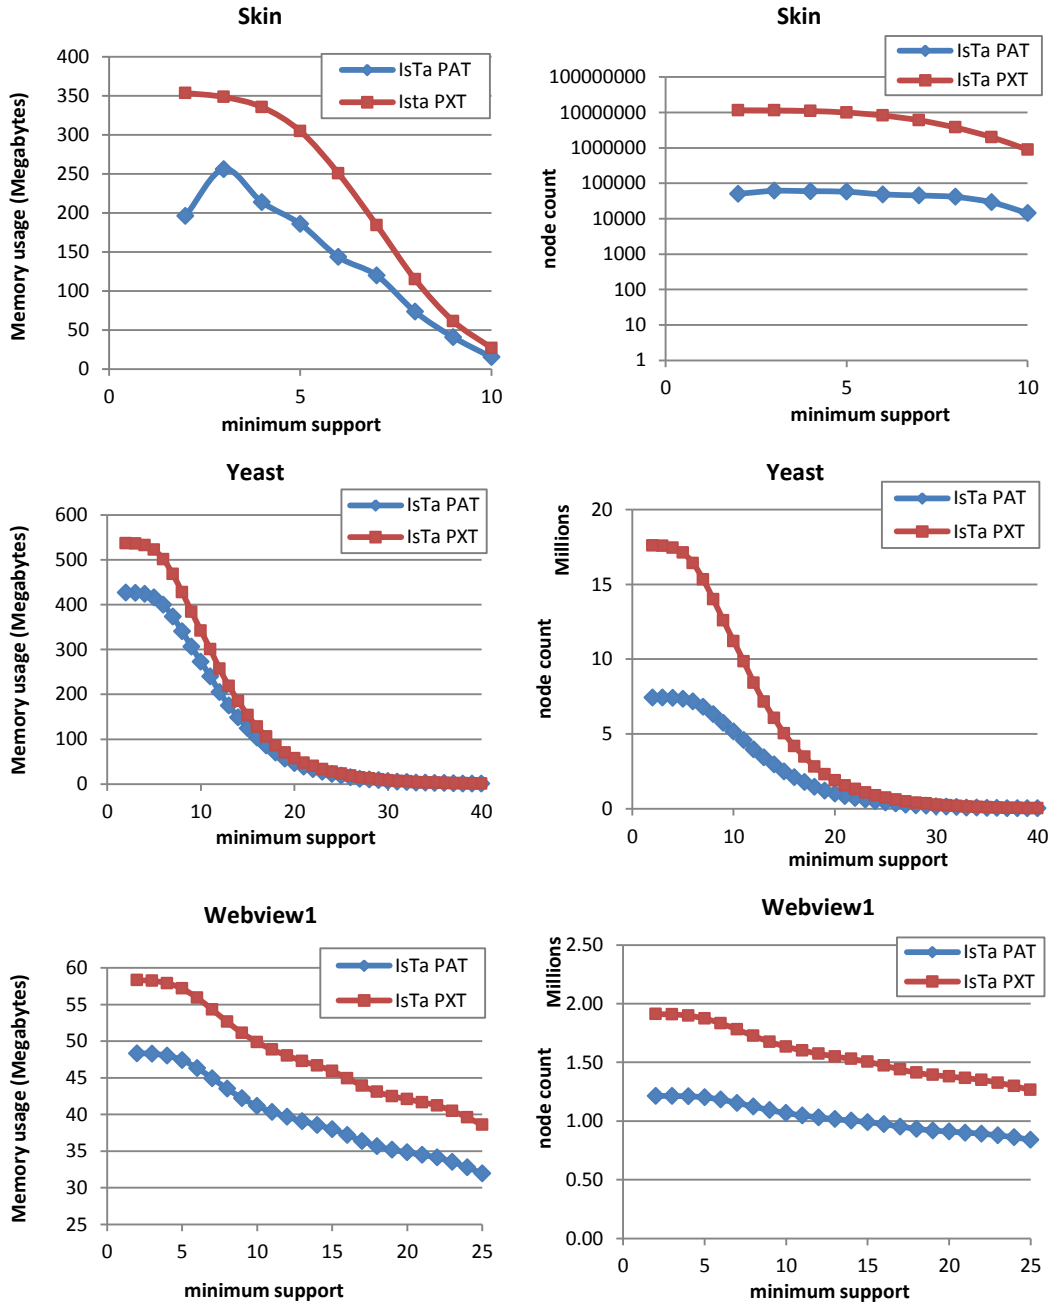 Skin
Memory usage (Megabytes)
400
350
300
250
200
150
100
50
0
0
5
10
minimum support
IsTa PAT
Ista PXT
Skin
node count
100000000
10000000
1000000
100000
10000
1000
100
10
1
0
5
10
minimum support
IsTa PAT
IsTa PXT
Yeast
Memory usage (Megabytes)
600
500
400
300
200
100
0
0
10
20
30
40
minimum support
IsTa PAT
IsTa PXT
Yeast
node count
Millions
20
15
10
5
0
0
10
20
30
40
minimum support
IsTa PAT
IsTa PXT
Webview1
Memory usage (Megabytes)
60
55
50
45
40
35
30
25
0
5
10
15
20
25
minimum support
IsTa PAT
IsTa PXT
Webview1
node count
Millions
2.50
2.00
1.50
1.00
0.50
0.00
0
5
10
15
20
25
minimum support
IsTa PAT
IsTa PXT